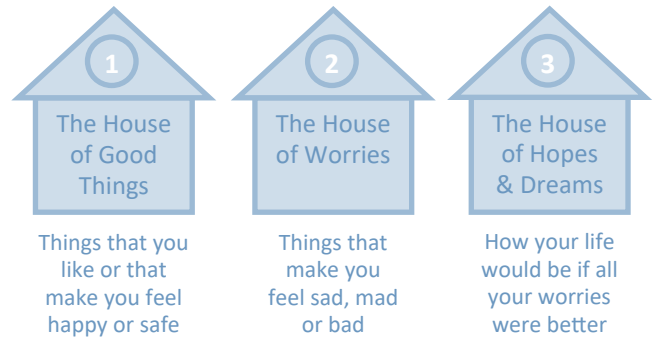 1
The House
of Good
Things
Things that you
like or that
make you feel
happy or safe
2
The House
of Worries
Things that
make you
feel sad, mad
or bad
3
The House
of Hopes
& Dreams
How your life
would be if all
your worries
were better